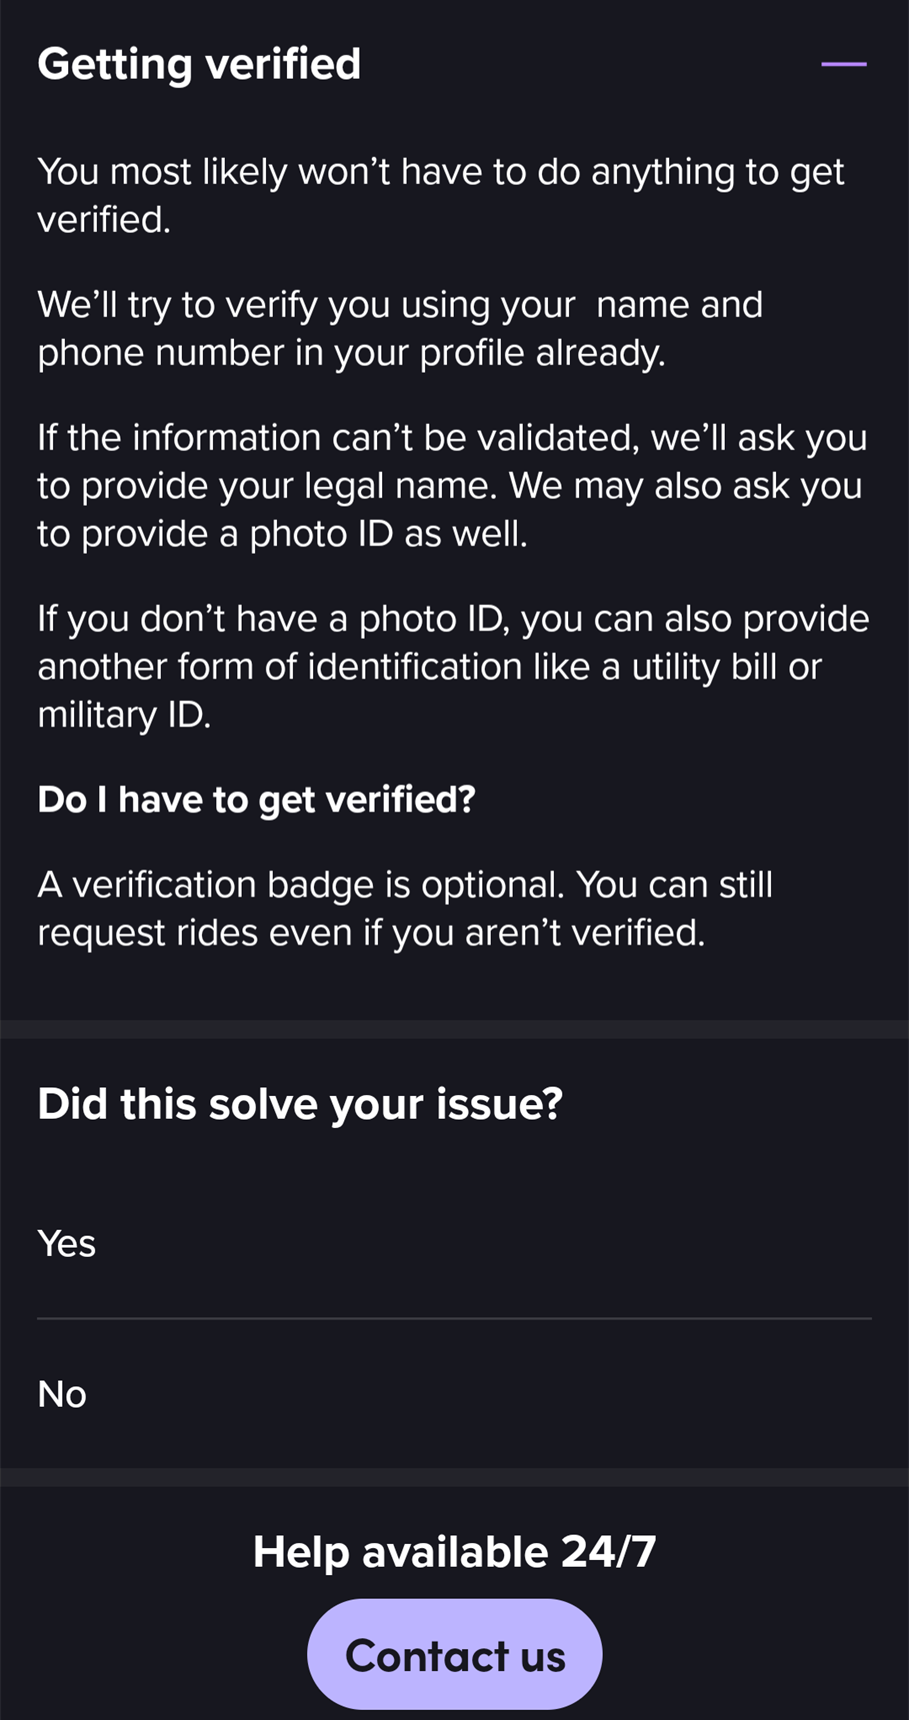 Getting verified
You most likely won’t have to do anything to get
verified.
We’ll try to verify you using your  name and
phone number in your profile already.
If the information can’t be validated, we’ll ask you
to provide your legal name. We may also ask you
to provide a photo ID as well.
If you don’t have a photo ID, you can also provide
another form of identification like a utility bill or
military ID.
Do I have to get verified?
A verification badge is optional. You can still
request rides even if you aren’t verified.
Did this solve your issue?
Yes
No
Help available 24/7
Contact us